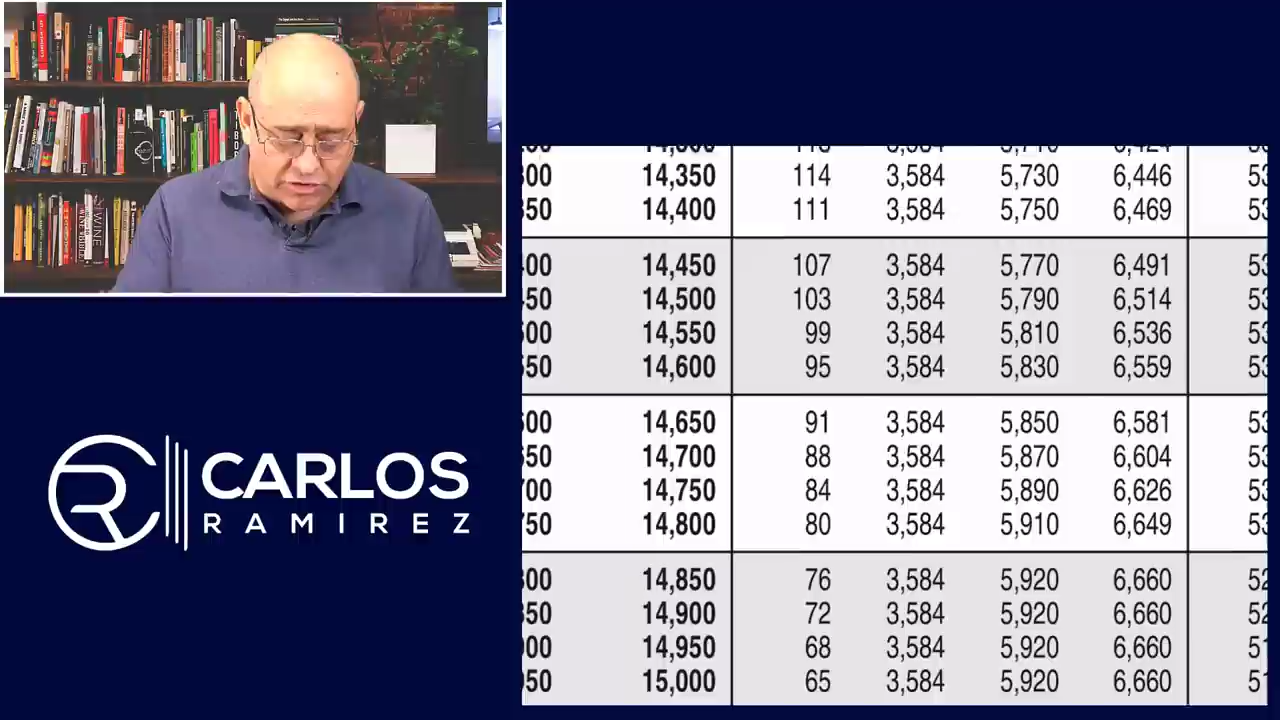 CARLOS
RAMIREZ
14,350 114 3,584 5,730 6,446
14,400 111 3,584 5,750 6,469
14,450 107 3,584 5,770 6,491
14,500 103 3,584 5,790 6,514
14,550 99 3,584 5,810 6,536
14,600 95 3,584 5,830 6,559
14,650 91 3,584 5,850 6,581
14,700 88 3,584 5,870 6,604
14,750 84 3,584 5,890 6,626
14,800 80 3,584 5,910 6,649
14,850 76 3,584 5,920 6,660
14,900 72 3,584 5,920 6,660
14,950 68 3,584 5,920 6,660
15,000 65 3,584 5,920 6,660